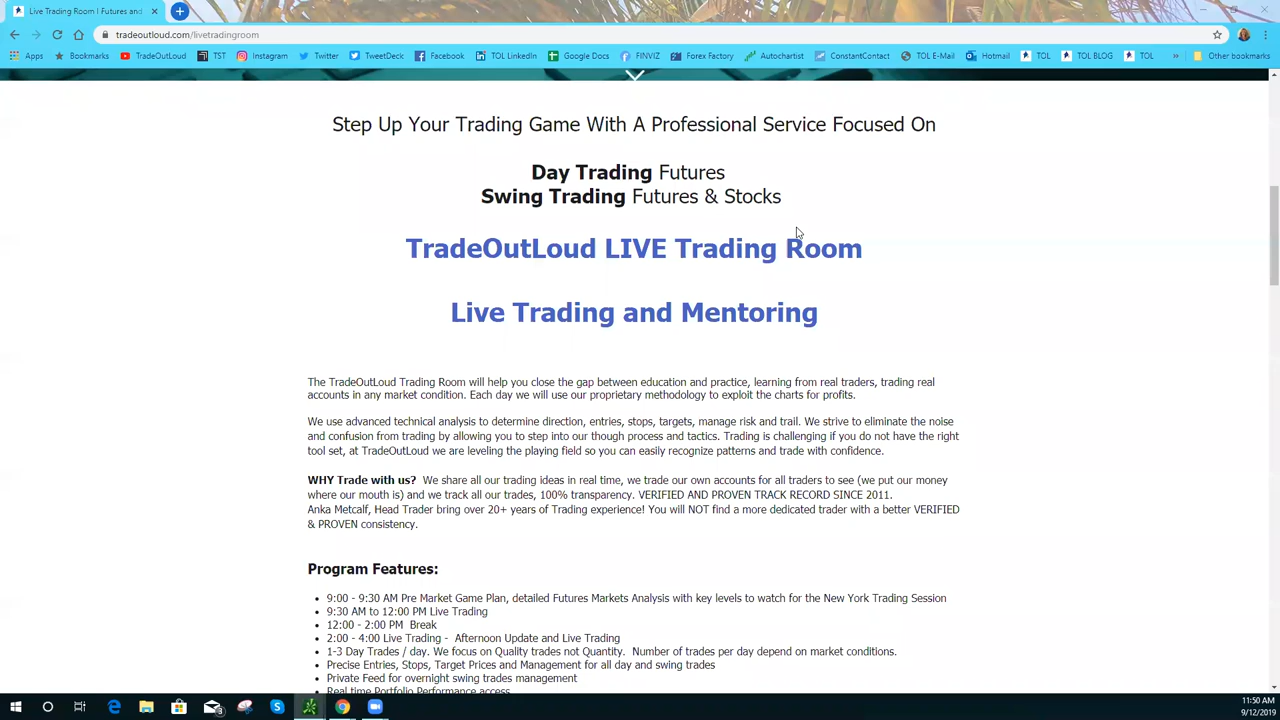 Live Trading Room | Futures and
tradeoutloud.com/livetradingroom
Apps Bookmarks TradeOutLoud TST Instagram Twitter TweetDeck Facebook TOL LinkedIn Google Docs FINVIZ Forex Factory Autochartist ConstantContact TOL E-Mail Hotmail TOL TOL BLOG TOL » Other bookmarks
Step Up Your Trading Game With A Professional Service Focused On
Day Trading Futures
Swing Trading Futures & Stocks
TradeOutLoud LIVE Trading Room
Live Trading and Mentoring
The TradeOutLoud Trading Room will help you close the gap between education and practice, learning from real traders, trading real
accounts in any market condition. Each day we will use our proprietary methodology to exploit the charts for profits.
We use advanced technical analysis to determine direction, entries, stops, targets, manage risk and trail. We strive to eliminate the noise
and confusion from trading by allowing you to step into our though process and tactics. Trading is challenging if you do not have the right
tool set, at TradeOutLoud we are leveling the playing field so you can easily recognize patterns and trade with confidence.
WHY Trade with us? We share all our trading ideas in real time, we trade our own accounts for all traders to see (we put our money
where our mouth is) and we track all our trades, 100% transparency. VERIFIED AND PROVEN TRACK RECORD SINCE 2011.
Anka Metcalf, Head Trader bring over 20+ years of Trading experience! You will NOT find a more dedicated trader with a better VERIFIED
& PROVEN consistency.
Program Features:
• 9:00 - 9:30 AM Pre Market Game Plan, detailed Futures Markets Analysis with key levels to watch for the New York Trading Session
• 9:30 AM to 12:00 PM Live Trading
• 12:00 - 2:00 PM Break
• 2:00 - 4:00 Live Trading - Afternoon Update and Live Trading
• 1-3 Day Trades / day. We focus on Quality trades not Quantity. Number of trades per day depend on market conditions.
• Precise Entries, Stops, Target Prices and Management for all day and swing trades
• Private Feed for overnight swing trades management
• Real time Portfolio Performance access
3
11:50 AM
9/12/2019